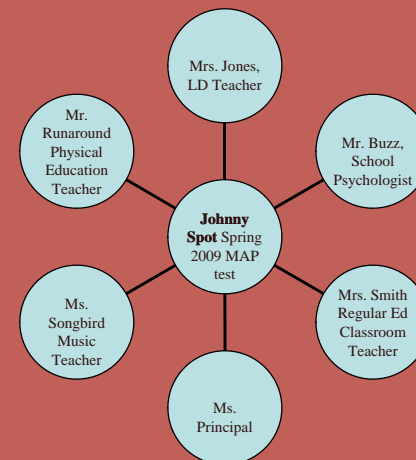 Mrs. Jones,
LD Teacher
Mr.
Runaround
Physical
Education
Teacher
Mr. Buzz,
School
Psychologist
Johnny
Spot Spring
2009 MAP
test
Ms.
Songbird
Music
Teacher
Mrs. Smith
Regular Ed
Classroom
Teacher
Ms.
Principal